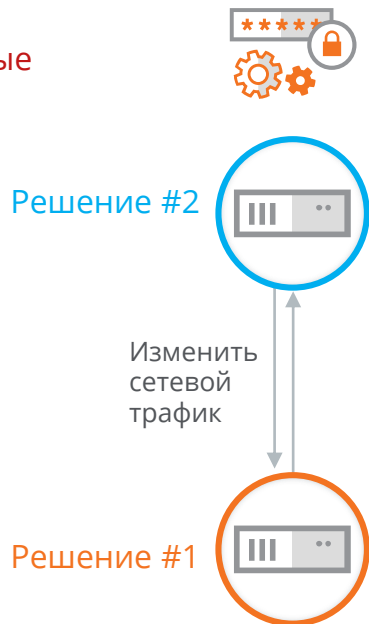 *****
Решение #2
Изменить
сетевой
трафик
Решение #1